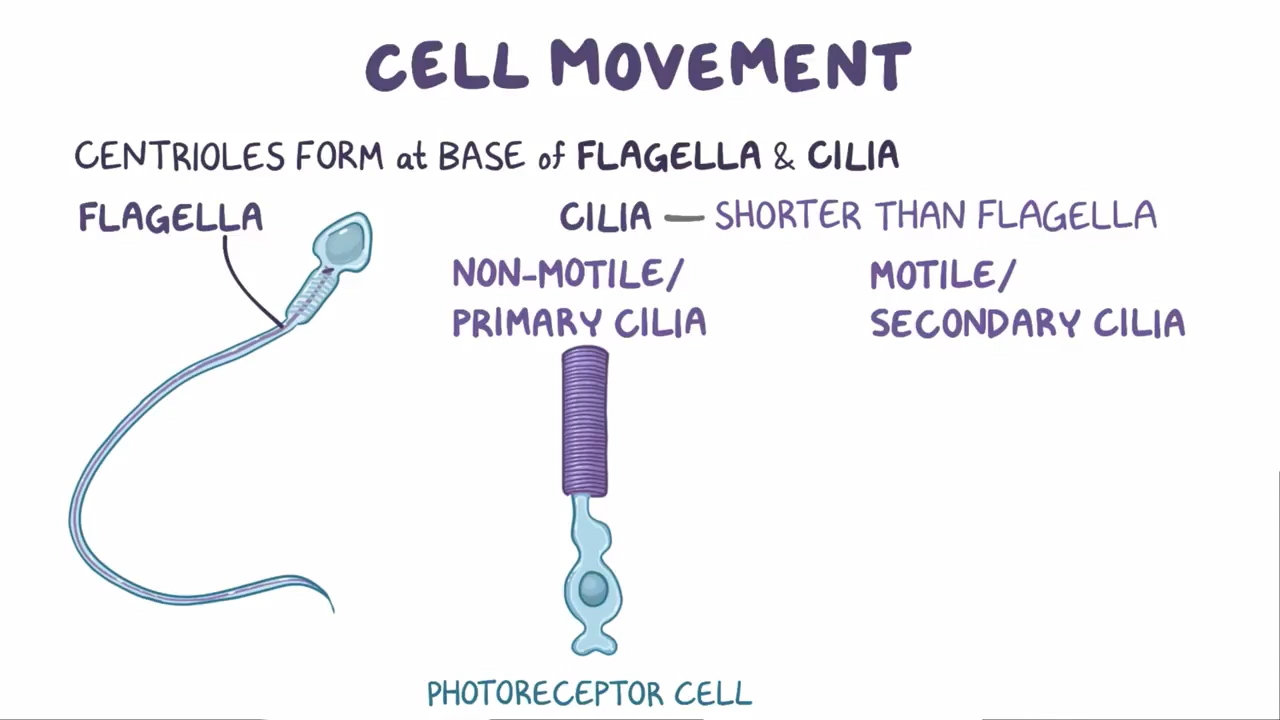 CELL MOVEMENT
CENTRIOLES FORM at BASE of FLAGELLA & CILIA
FLAGELLA
CILIA — SHORTER THAN FLAGELLA
NON-MOTILE/
PRIMARY CILIA
MOTILE/
SECONDARY CILIA
PHOTORECEPTOR CELL